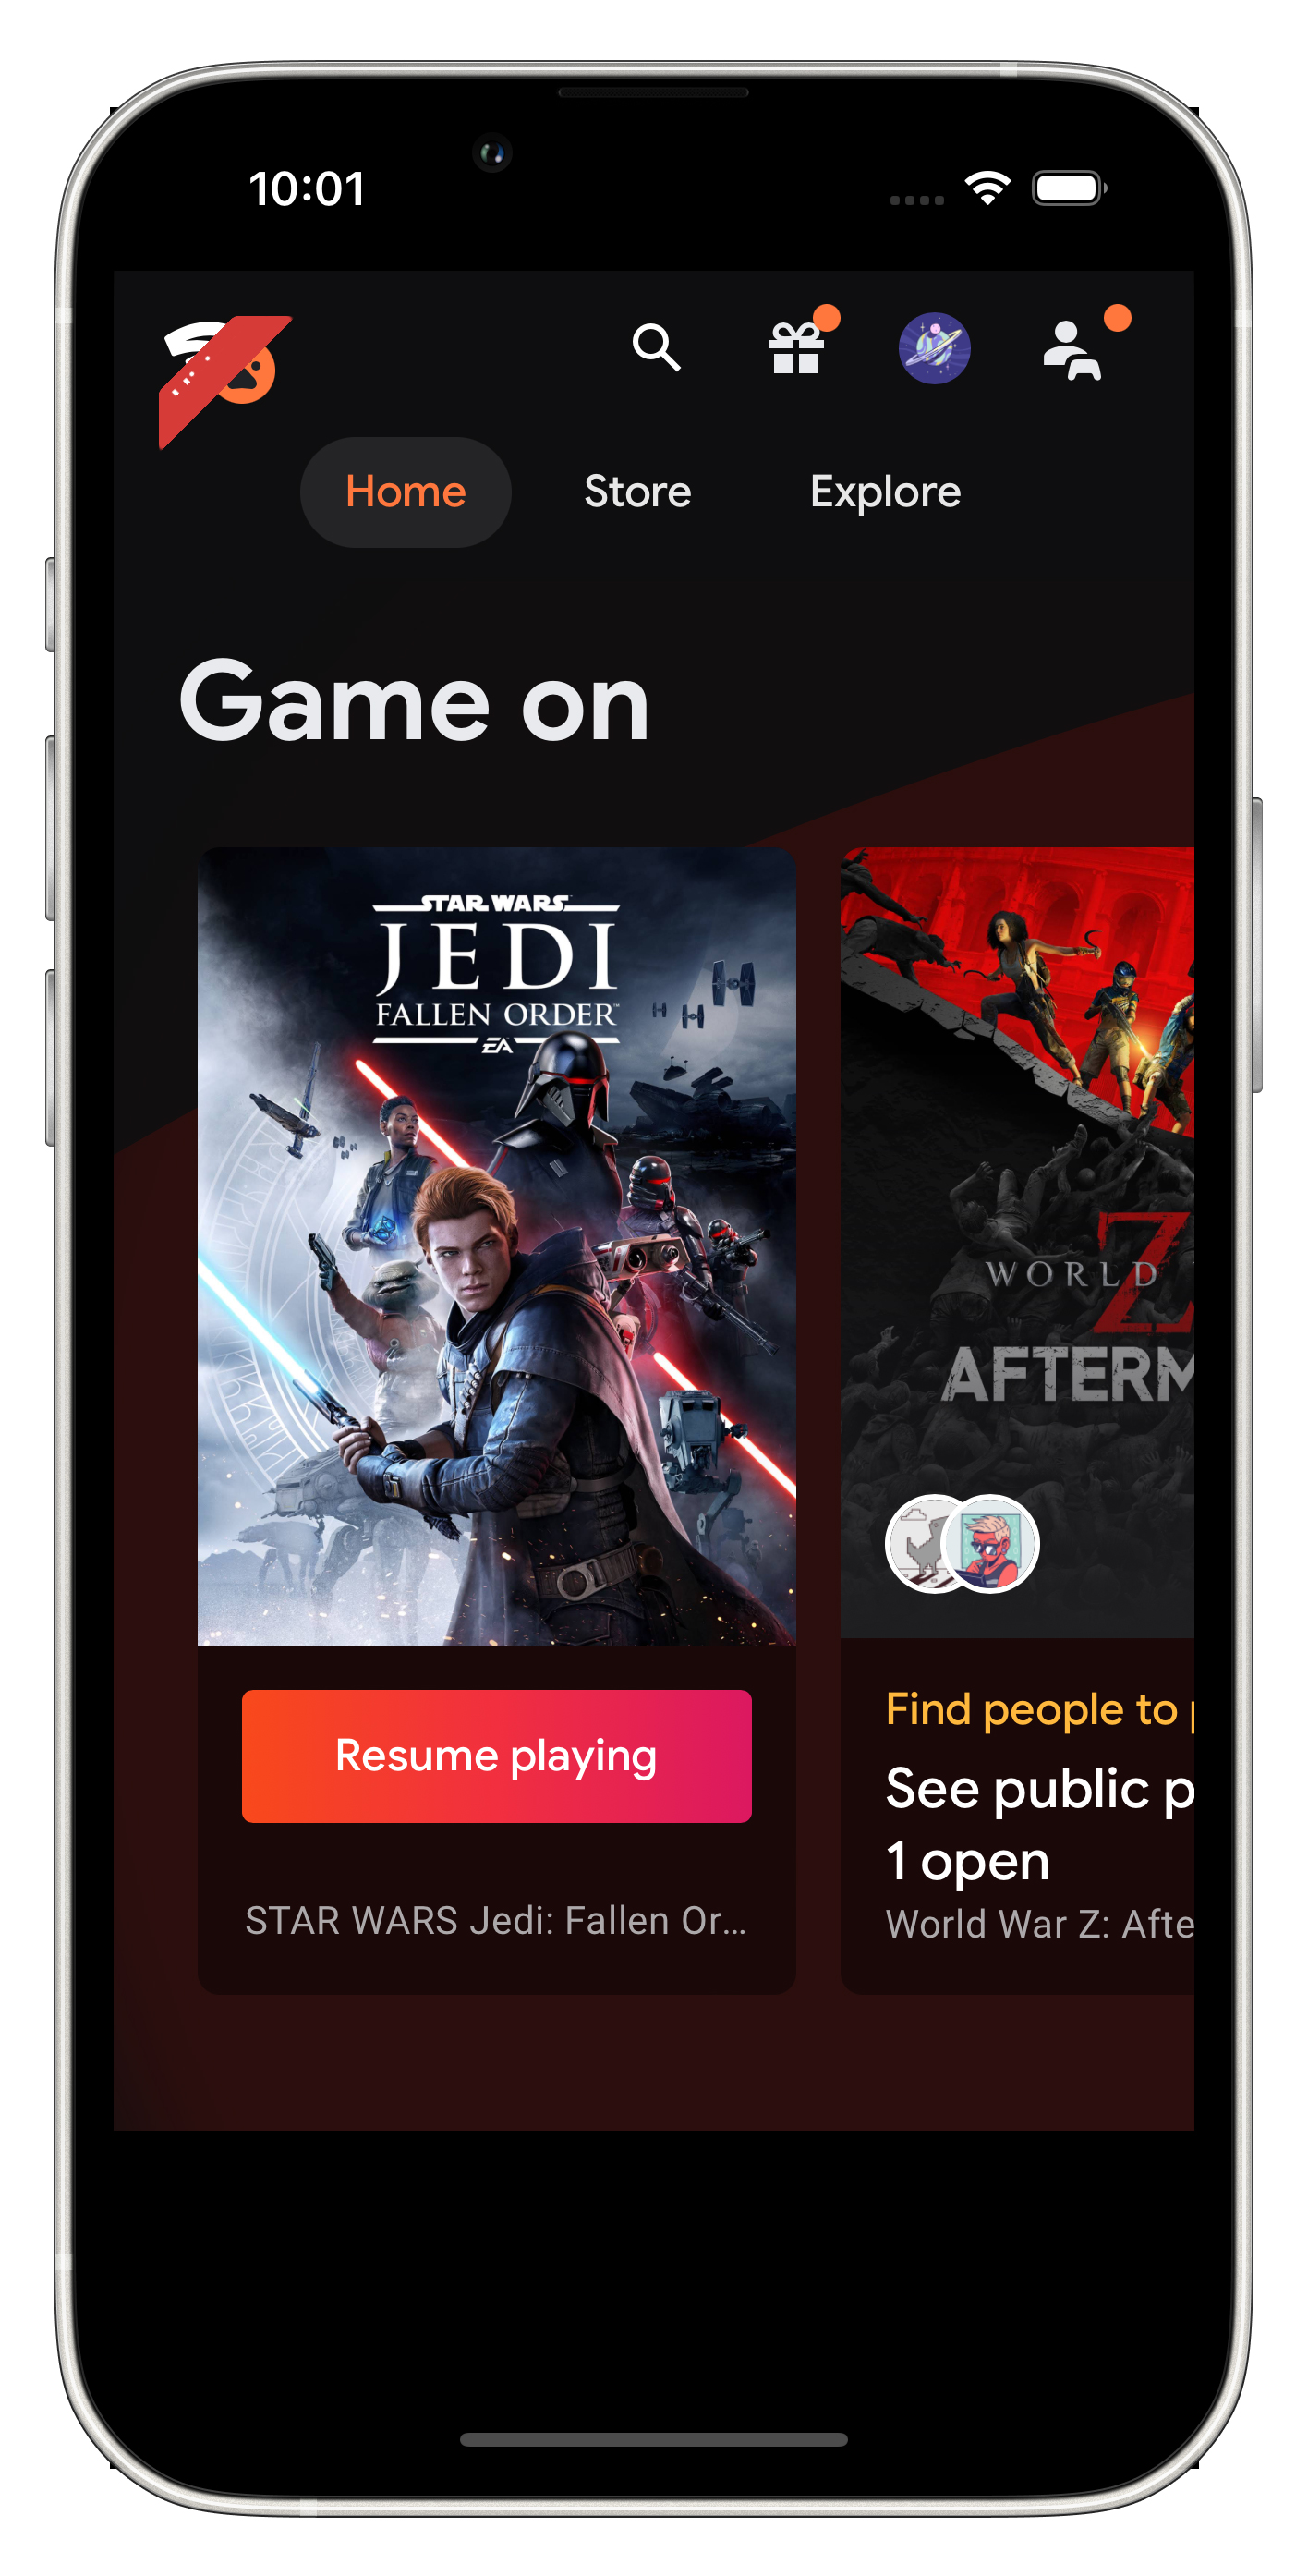 10:01
Home Store Explore
Game on
STAR WARS
JEDI
FALLEN ORDER™
EA
WORLD
Z
AFTERM
Resume playing
STAR WARS Jedi: Fallen Or...
Find people to p
See public p
1 open
World War Z: Afte